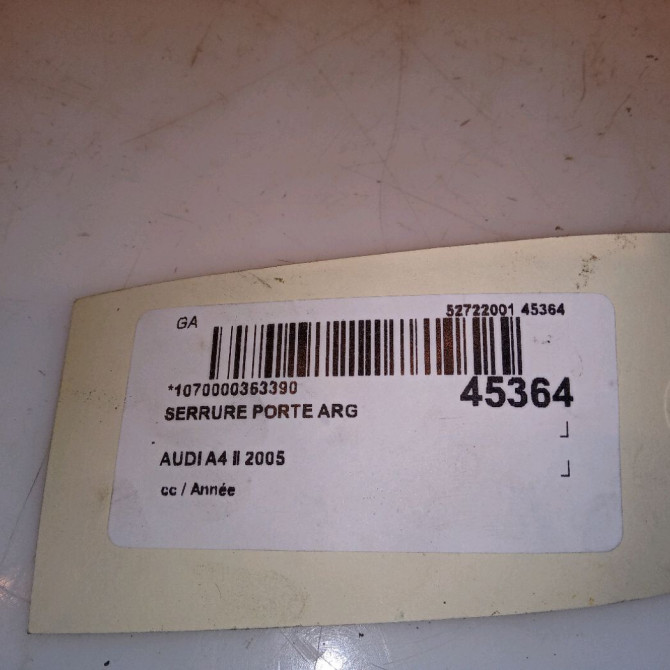 GA
52722001 45364
*1070000363390
45364
SERRURE PORTE ARG
AUDI A4 II 2005
cc / Année